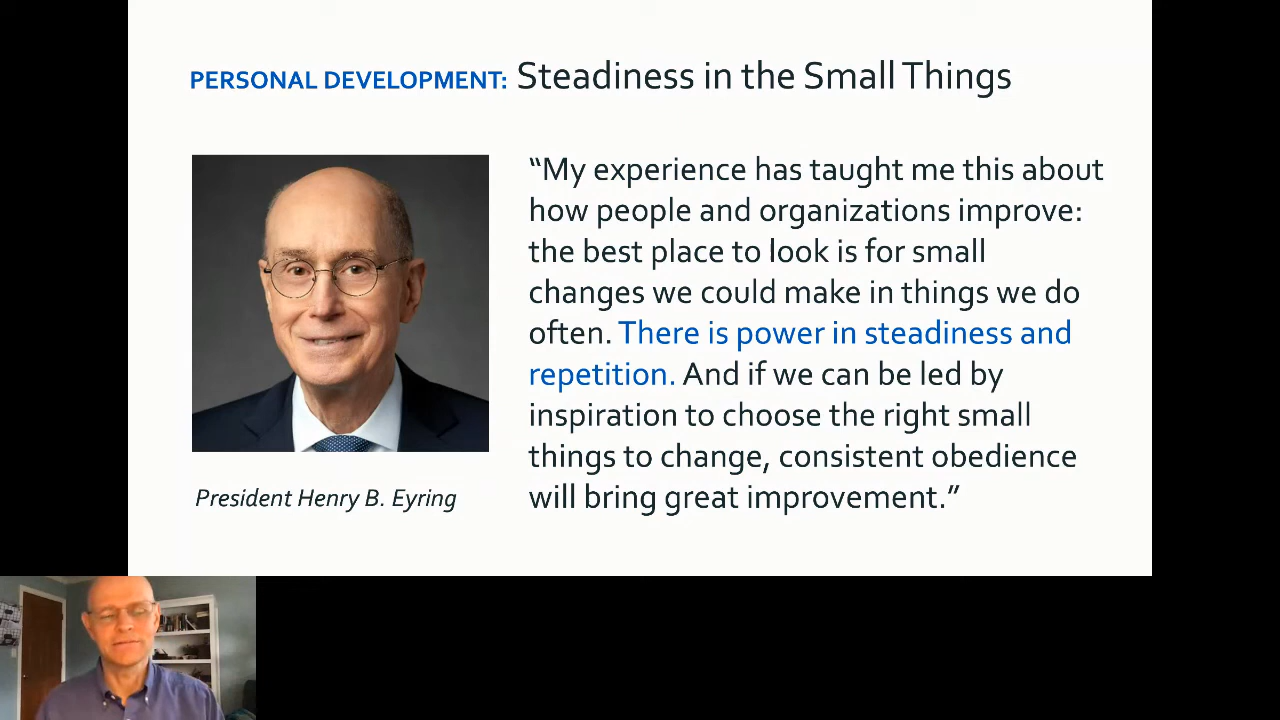 PERSONAL DEVELOPMENT: Steadiness in the Small Things
“My experience has taught me this about
how people and organizations improve:
the best place to look is for small
changes we could make in things we do
often. There is power in steadiness and
repetition. And if we can be led by
inspiration to choose the right small
things to change, consistent obedience
will bring great improvement.”
President Henry B. Eyring